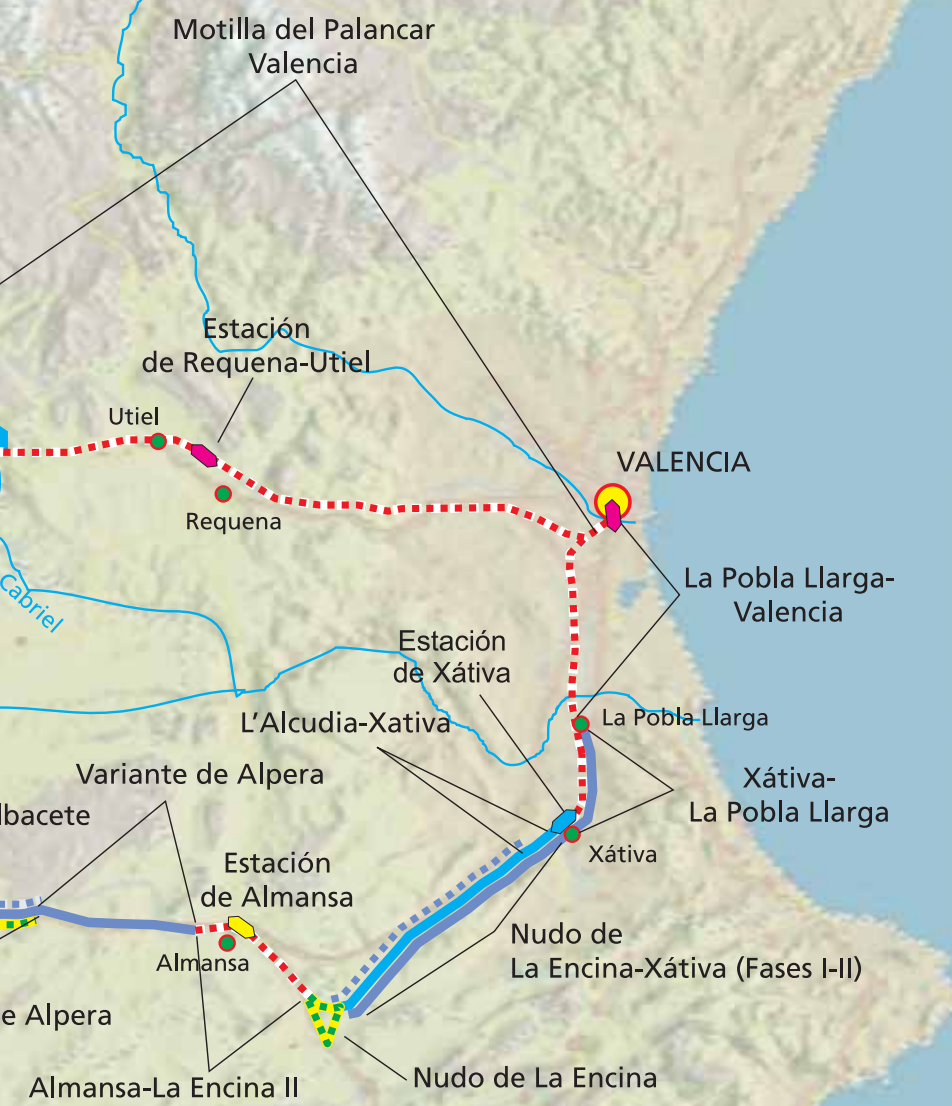 Motilla del Palancar
Valencia
Estación
de Requena-Utiel
Utiel
VALENCIA
Requena
La Pobla Llarga-
Valencia
Cabriel
Estación
de Xátiva
L'Alcudia-Xativa
La Pobla Llarga
Variante de Alpera
Xátiva-
La Pobla Llarga
lbacete
Xátiva
Estación
de Almansa
Nudo de
La Encina-Xátiva (Fases I-II)
Almansa
e Alpera
Nudo de La Encina
Almansa-La Encina II